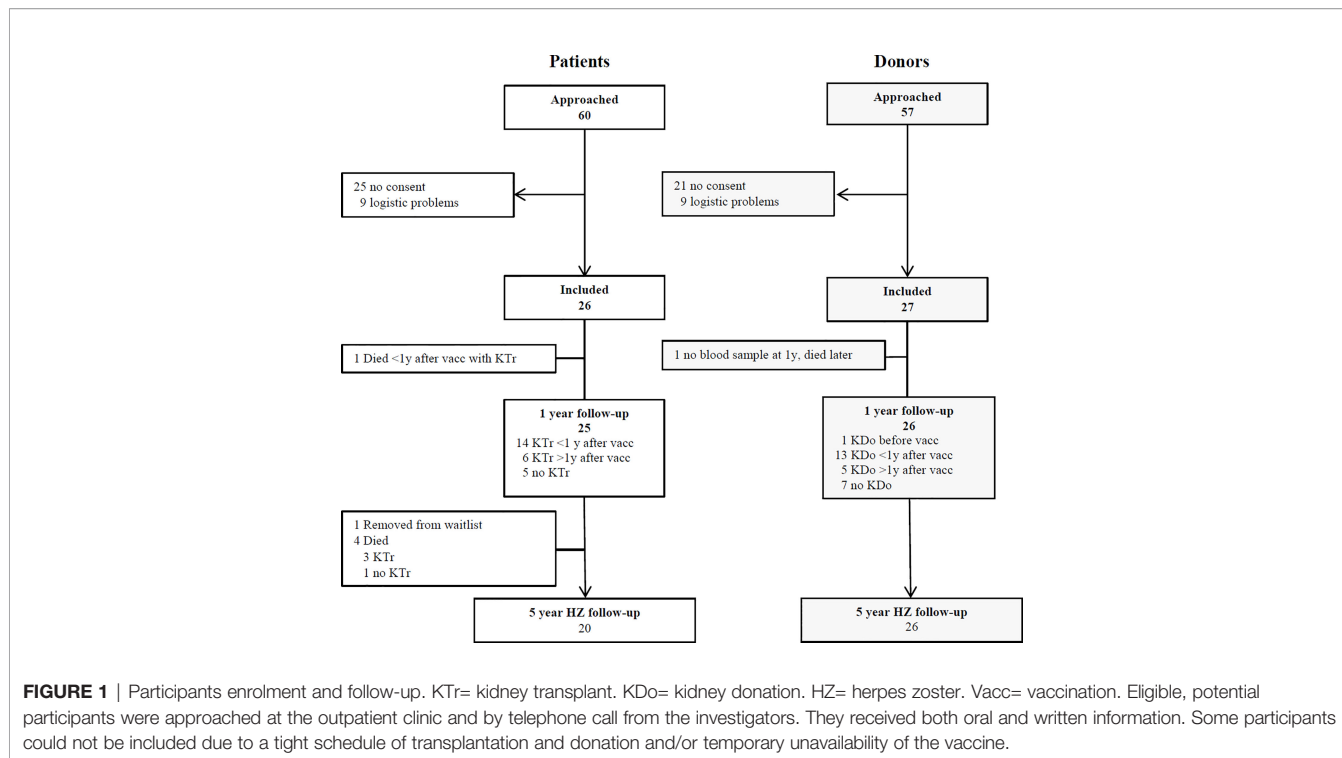 Patients
Approached
60
25 no consent
9 logistic problems
Included
26
1 Died <1y after vacc with KTr
1 year follow-up
25
14 KTr <1 y after vacc
6 KTr >1y after vacc
5 no KTr
1 Removed from waitlist
4 Died
3 KTr
1 no KTr
5 year HZ follow-up
20
Donors
Approached
57
21 no consent
9 logistic problems
Included
27
1 no blood sample at 1y, died later
1 year follow-up
26
1 KDo before vacc
13 KDo <1y after vacc
5 KDo >1y after vacc
7 no KDo
5 year HZ follow-up
26
FIGURE 1 | Participants enrolment and follow-up. KTr= kidney transplant. KDo= kidney donation. HZ= herpes zoster. Vacc= vaccination. Eligible, potential
participants were approached at the outpatient clinic and by telephone call from the investigators. They received both oral and written information. Some participants
could not be included due to a tight schedule of transplantation and donation and/or temporary unavailability of the vaccine.